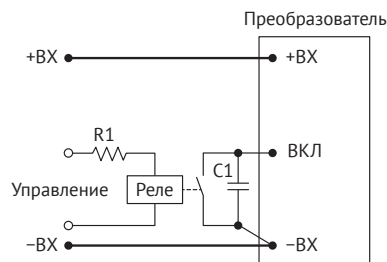 Преобразователь
+ВХ
+ВХ
R1
ВКЛ
C1
Управление
Реле
−ВХ
−ВХ